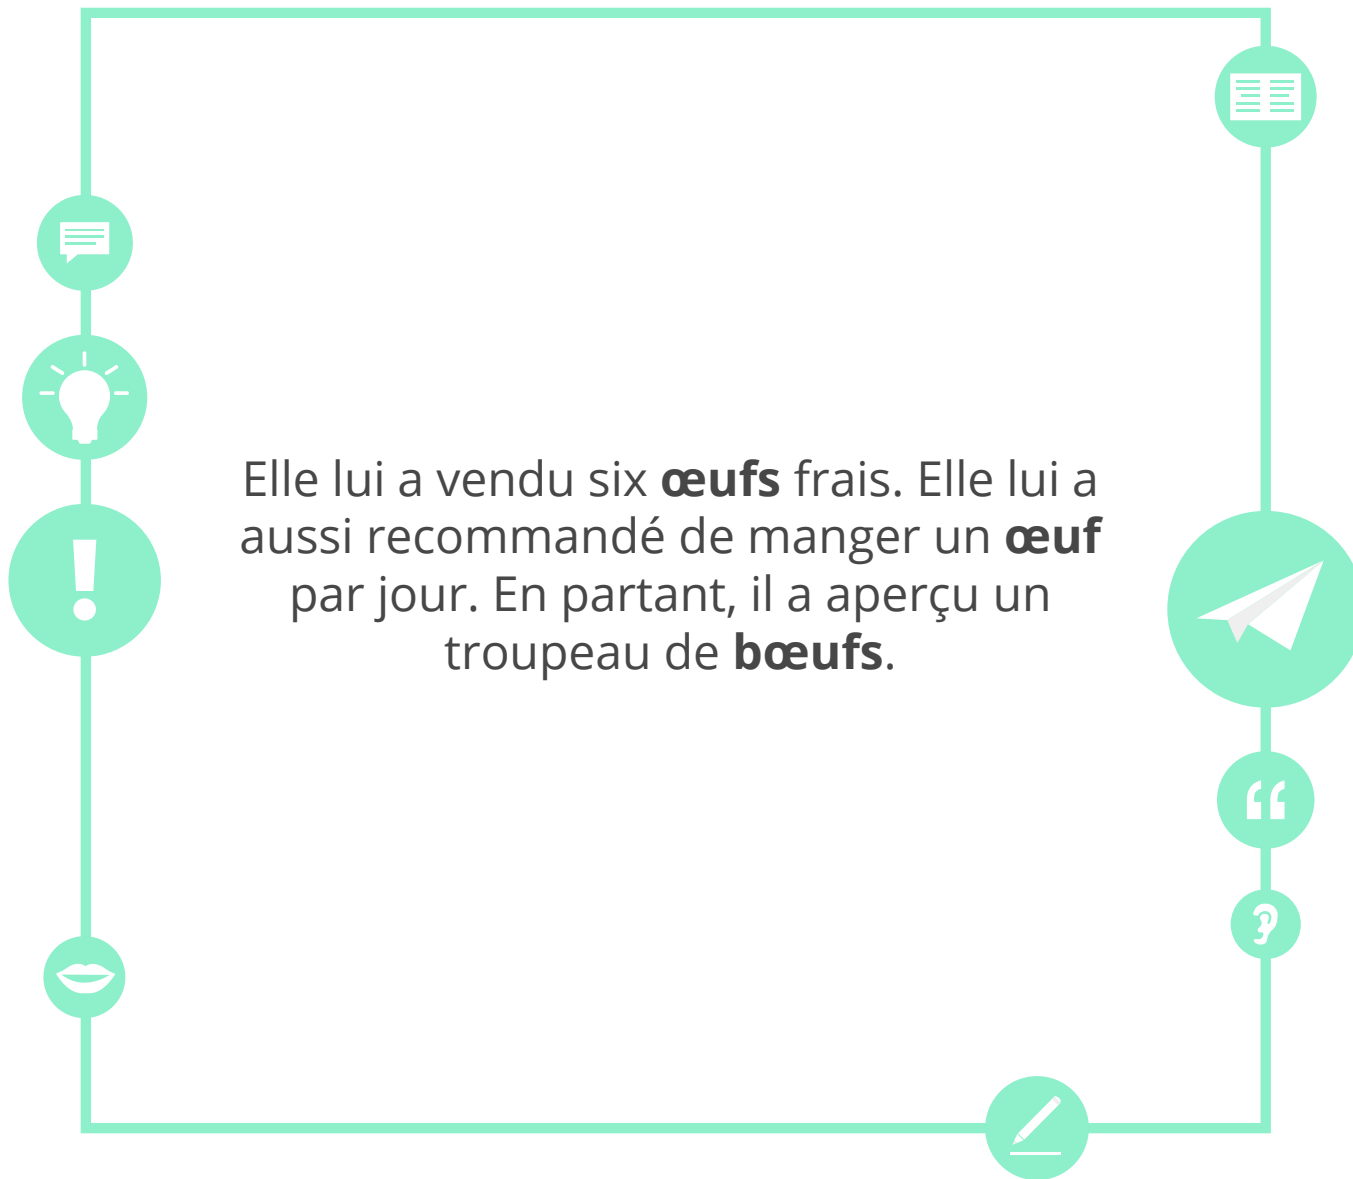 Elle lui a vendu six œufs frais. Elle lui a
aussi recommandé de manger un œuf
par jour. En partant, il a aperçu un
troupeau de bœufs.